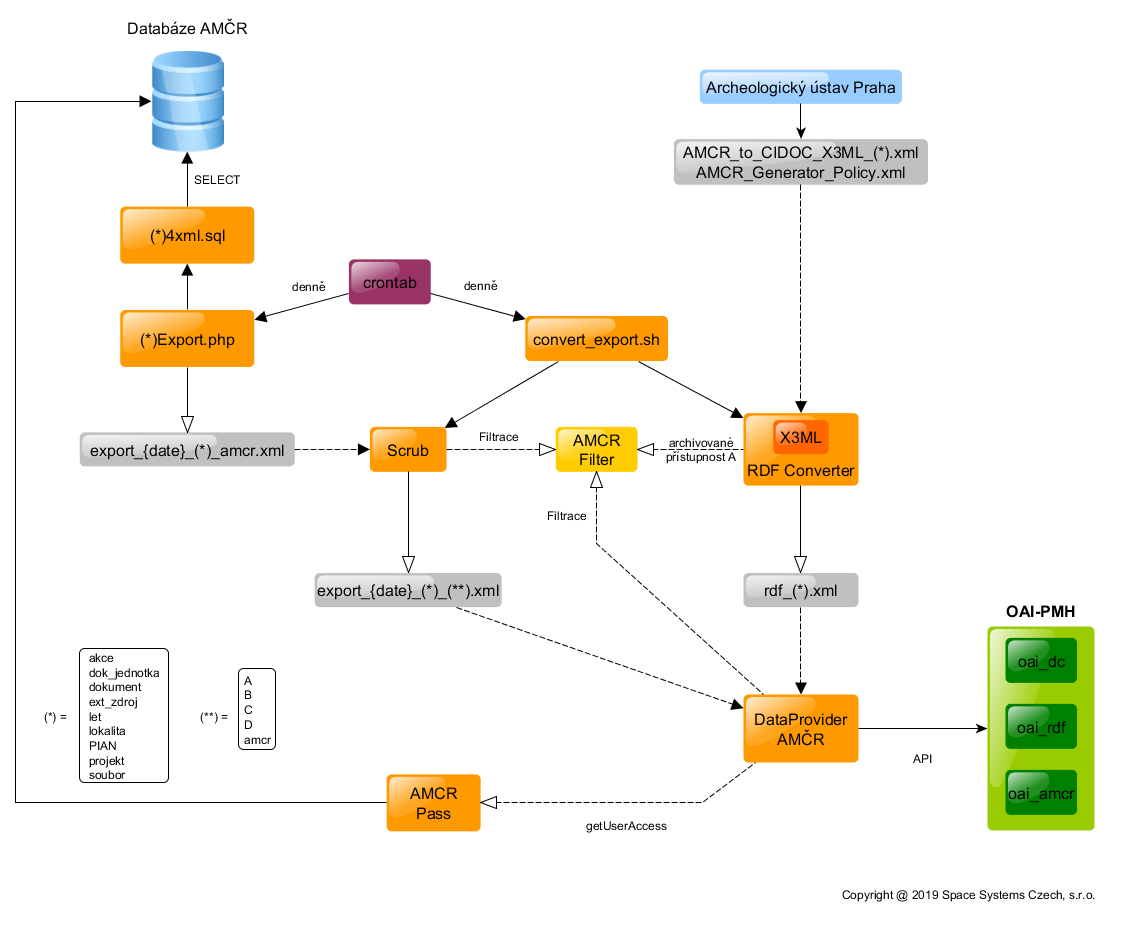 Databáze AMČR
Archeologický ústav Praha
AMCR_to_CIDOC_X3ML_(*).xml
AMCR_Generator_Policy.xml
SELECT
(*)4xml.sql
crontab
denně
denně
(*)Export.php
convert_export.sh
export_{date}_(*)_amcr.xml
Scrub
Filtrace
AMCR
Filter
archivované
přístupnost A
X3ML
RDF Converter
Filtrace
export_{date}_(*)_(**).xml
rdf_(*).xml
OAI-PMH
oai_dc
oai_rdf
oai_amcr
(*) =
akce
dok_jednotka
dokument
ext_zdroj
let
lokalita
PIAN
projekt
soubor
(**) =
A
B
C
D
amcr
DataProvider
AMČR
API
AMCR
Pass
getUserAccess
Copyright @ 2019 Space Systems Czech, s.r.o.